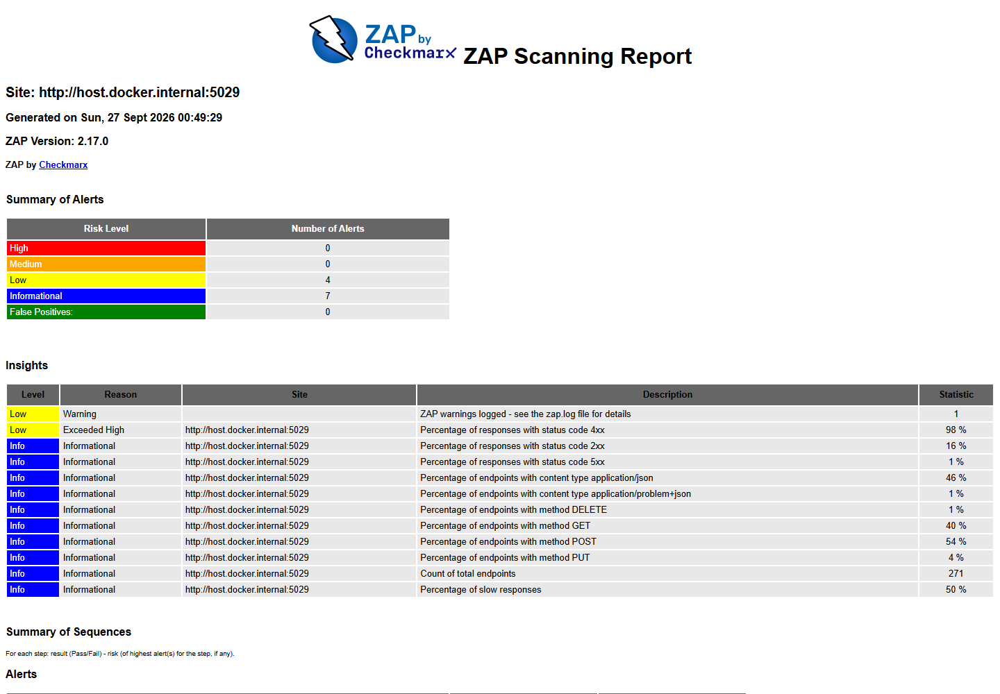 ZAP by
Checkmarx ZAP Scanning Report
Site: http://host.docker.internal:5029
Generated on Sun, 27 Sept 2026 00:49:29
ZAP Version: 2.17.0
ZAP by Checkmarx
Summary of Alerts
Risk Level Number of Alerts
High 0
Medium 0
Low 4
Informational 7
False Positives: 0
Insights
Level Reason Site Description Statistic
Low Warning ZAP warnings logged - see the zap.log file for details 1
Low Exceeded High http://host.docker.internal:5029 Percentage of responses with status code 4xx 98 %
Info Informational http://host.docker.internal:5029 Percentage of responses with status code 2xx 16 %
Info Informational http://host.docker.internal:5029 Percentage of responses with status code 5xx 1 %
Info Informational http://host.docker.internal:5029 Percentage of endpoints with content type application/json 46 %
Info Informational http://host.docker.internal:5029 Percentage of endpoints with content type application/problem+json 1 %
Info Informational http://host.docker.internal:5029 Percentage of endpoints with method DELETE 1 %
Info Informational http://host.docker.internal:5029 Percentage of endpoints with method GET 40 %
Info Informational http://host.docker.internal:5029 Percentage of endpoints with method POST 54 %
Info Informational http://host.docker.internal:5029 Percentage of endpoints with method PUT 4 %
Info Informational http://host.docker.internal:5029 Count of total endpoints 271
Info Informational http://host.docker.internal:5029 Percentage of slow responses 50 %
Summary of Sequences
For each step: result (Pass/Fail) - risk (of highest alert(s) for the step, if any).
Alerts